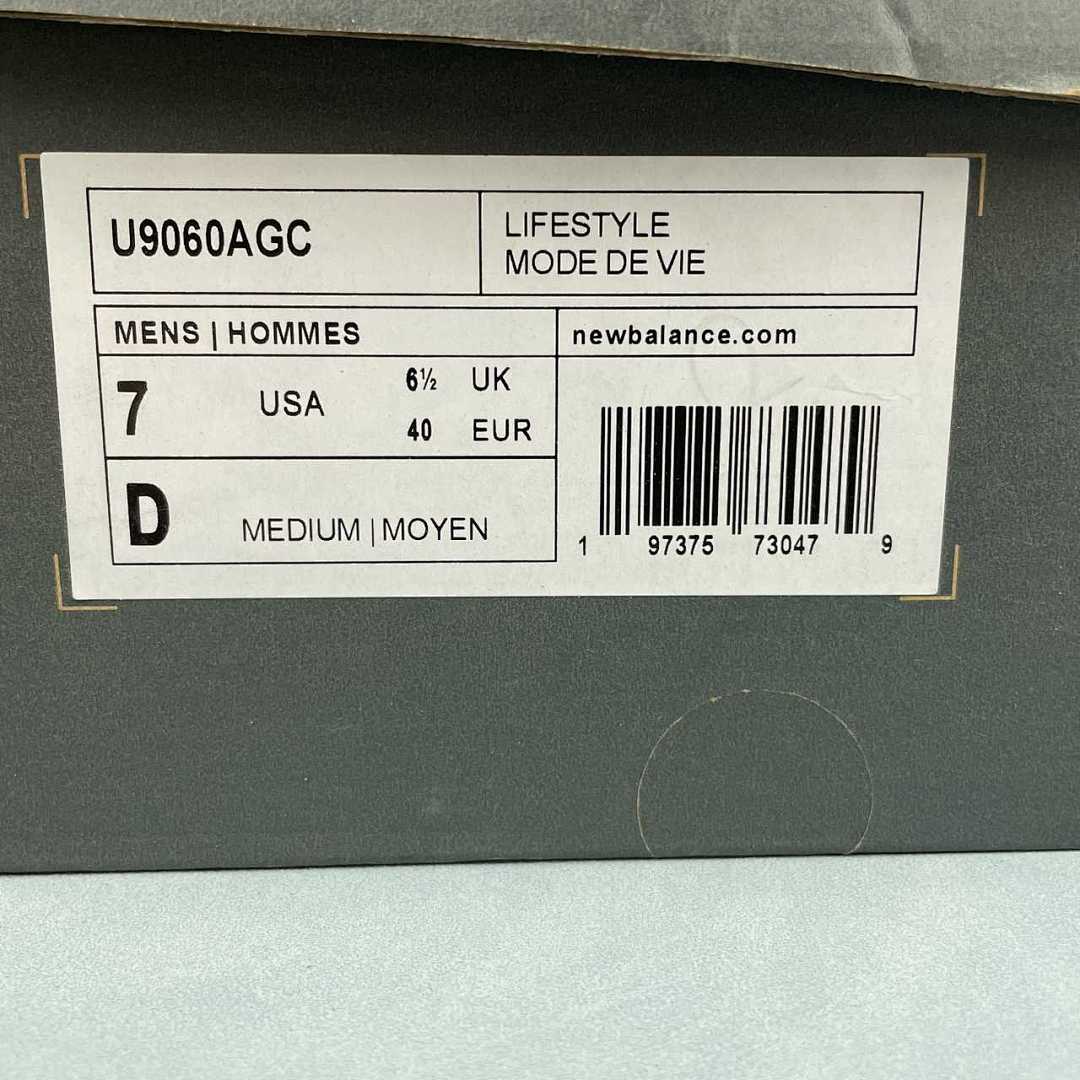 U9060AGC
LIFESTYLE
MODE DE VIE
MENS | HOMMES
newbalance.com
7 USA 6½ UK
40 EUR
D MEDIUM | MOYEN
1 97375 73047 9